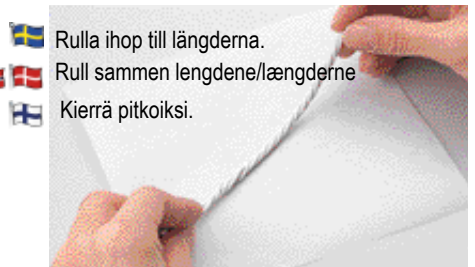 Rulla ihop till längderna.
Rull sammen lengdene/længderne
Kierrä pitkoiksi.